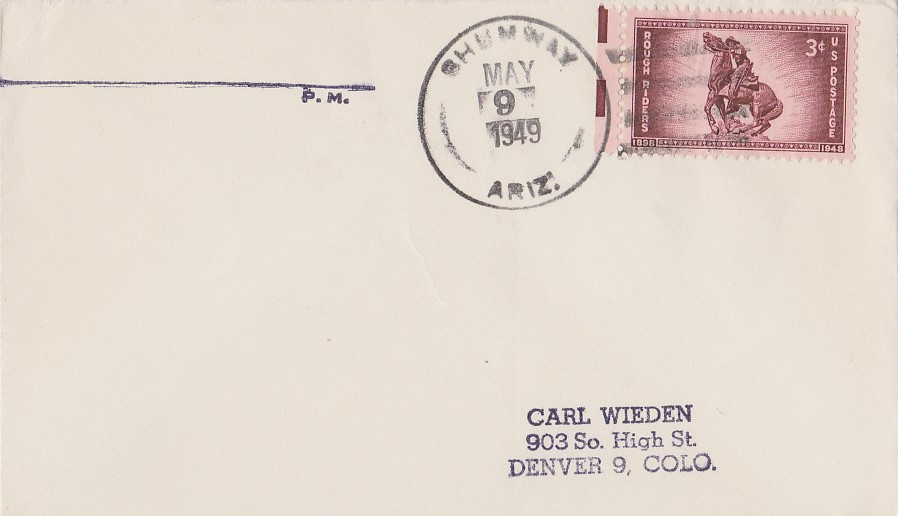 P. M.
SHUMWAY
MAY
9
1949
ARIZ.
ROUGH RIDERS
3¢
U S POSTAGE
1898
1948
CARL WIEDEN
903 So. High St.
DENVER 9, COLO.